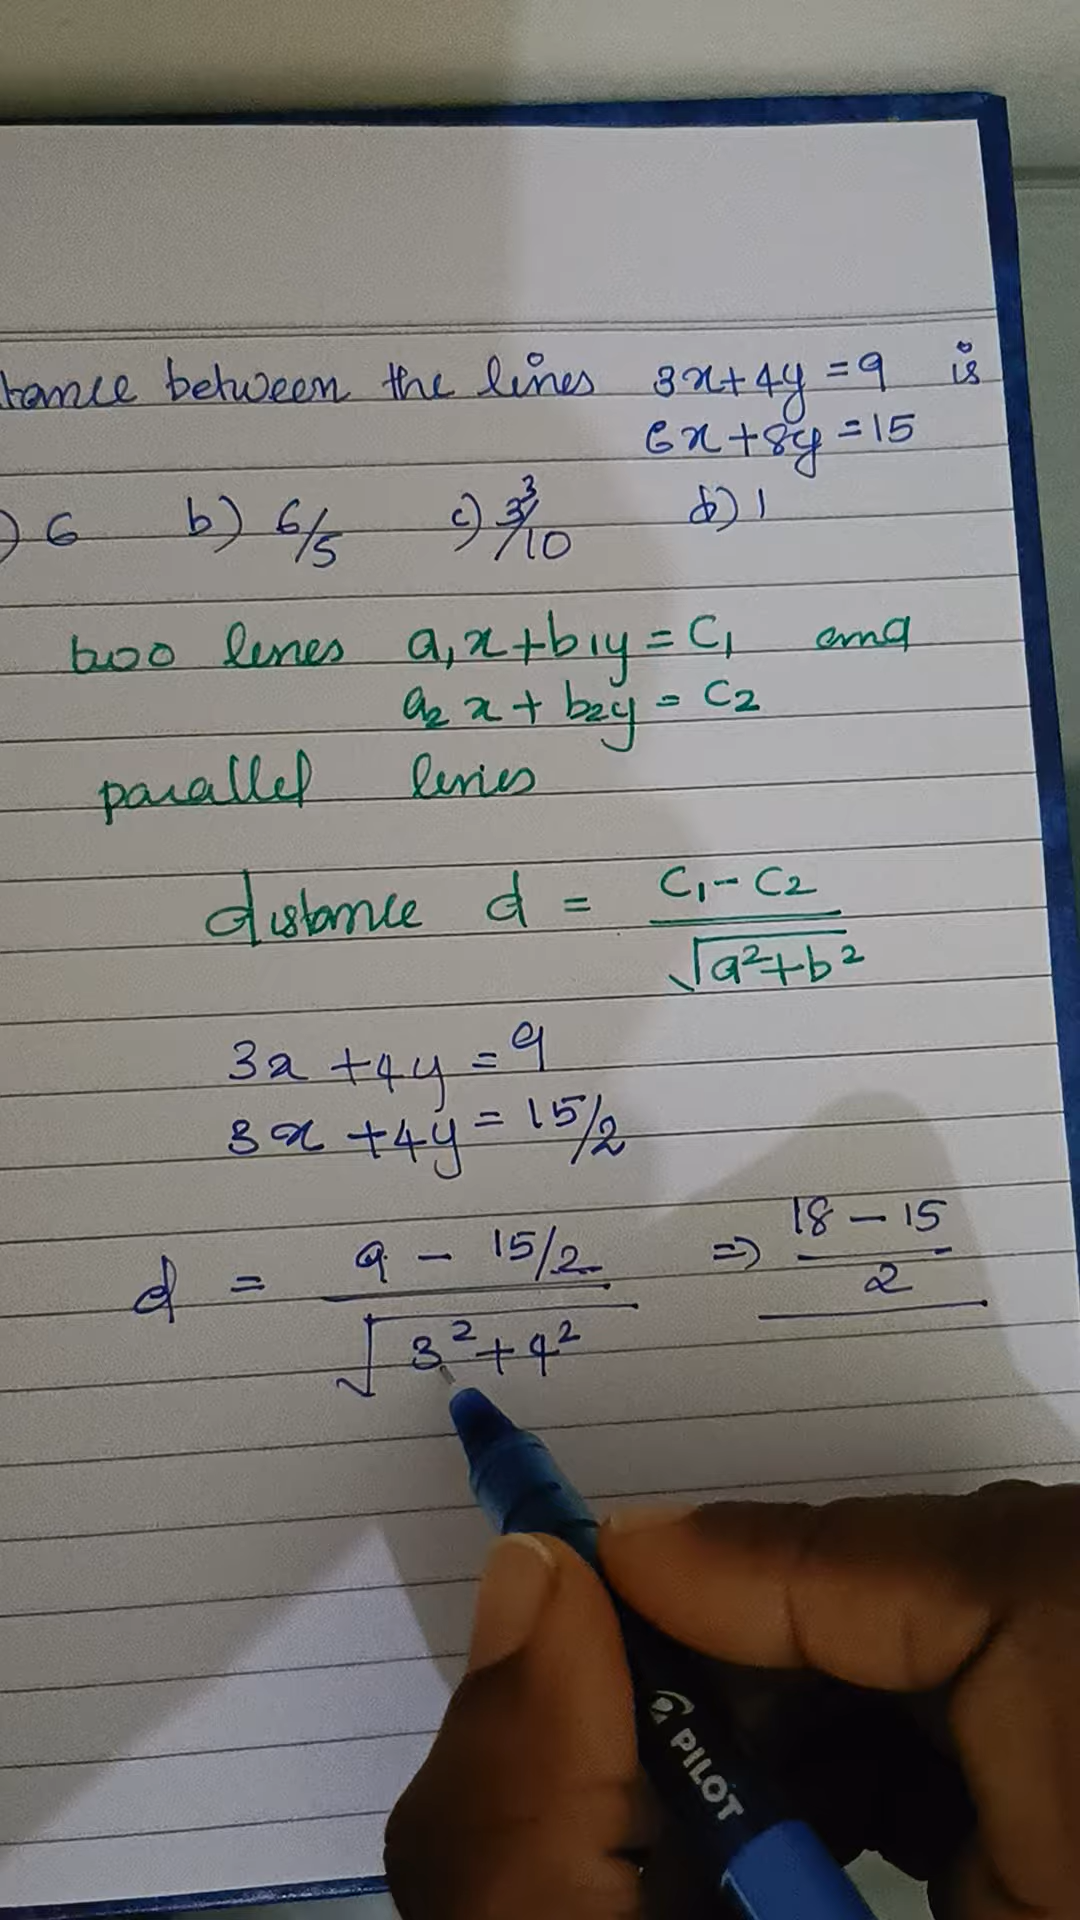 tance between the lines 3x+4y=9 is
6x+8y=15
) 6 b) 6/5 c) 3/10 d) 1
two lines a₁x+b₁y=C₁ and
a₂x+b₂y=C₂
parallel lines
distance d = C₁-C₂ / √a²+b²
3x+4y=9
3x+4y=15/2
d = 9 - 15/2 / √3²+4² => 18-15 / 2
PILOT